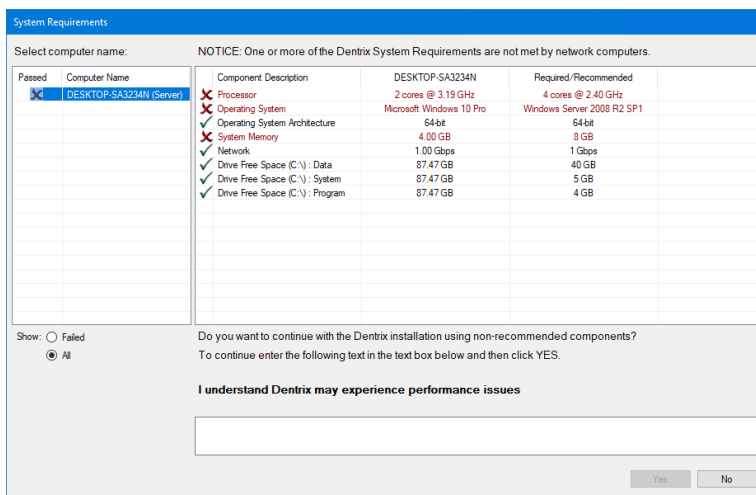 System Requirements
Select computer name:
NOTICE: One or more of the Dentrix System Requirements are not met by network computers.
Passed Computer Name
DESKTOP-SA3234N (Server)
Component Description DESKTOP-SA3234N Required/Recommended
Processor 2 cores @ 3.19 GHz 4 cores @ 2.40 GHz
Operating System Microsoft Windows 10 Pro Windows Server 2008 R2 SP1
Operating System Architecture 64-bit 64-bit
System Memory 4.00 GB 8 GB
Network 1.00 Gbps 1 Gbps
Drive Free Space (C:\) : Data 87.47 GB 40 GB
Drive Free Space (C:\) : System 87.47 GB 5 GB
Drive Free Space (C:\) : Program 87.47 GB 4 GB
Show: Failed
All
Do you want to continue with the Dentrix installation using non-recommended components?
To continue enter the following text in the text box below and then click YES.
I understand Dentrix may experience performance issues
Yes No